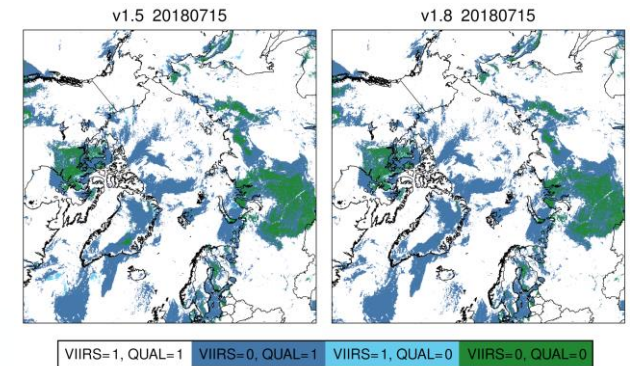 v1.5 20180715
v1.8 20180715
VIIRS=1, QUAL=1 VIIRS=0, QUAL=1 VIIRS=1, QUAL=0 VIIRS=0, QUAL=0